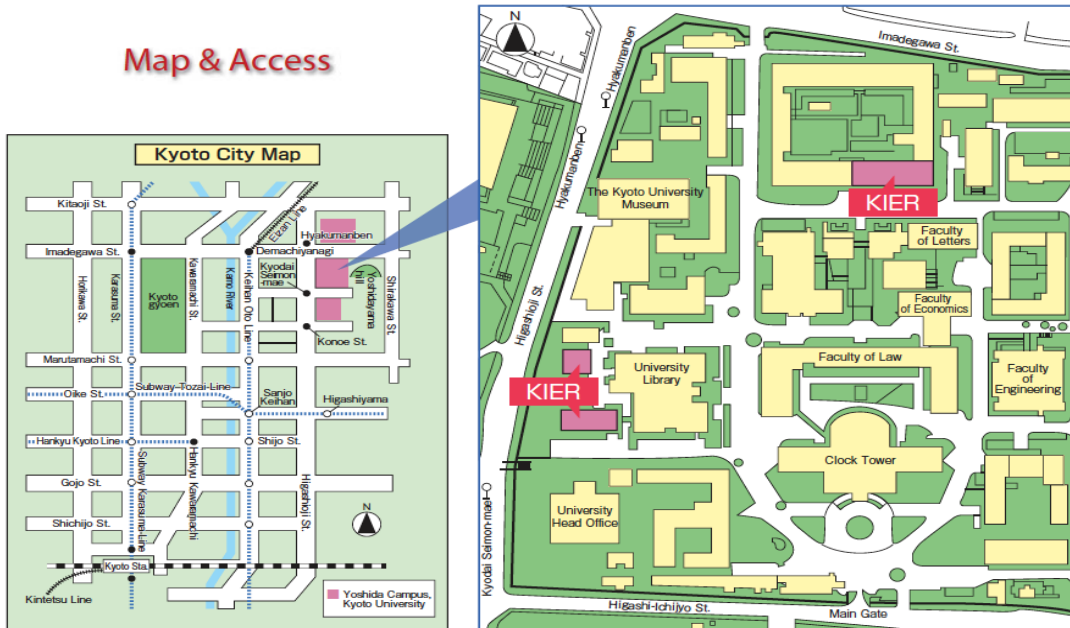 Map & Access
Kyoto City Map
Kitaoji St.
Eizan Line
Hyakumanben
Imadegawa St.
Demachiyanagi
Kyodai
Seimon
-mae
Horikawa St.
Karasuma St.
Kyoto
gyoen
Kawaramachi St.
Kamo River
Keihan Oto Line
Yoshidayama
hill
Shirakawa St.
Konoe St.
Marutamachi St.
Subway-Tozai-Line
Oike St.
Sanjo
Keihan
Higashiyama
Hankyu Kyoto Line
Shijo St.
Subway Karasuma-Line
Hankyu Kawaramachi
Gojo St.
Higashioji St.
Shichijo St.
N
Kyoto Sta.
Kintetsu Line
Yoshida Campus,
Kyoto University
N
Imadegawa St.
Hyakumanben
Hyakumanben
The Kyoto University
Museum
KIER
Faculty
of Letters
Higashioji St.
Faculty
of Economics
Faculty of Law
University
Library
Faculty
of
Engineering
KIER
Clock Tower
University
Head Office
Kyodai Seimon-mae
Higashi-Ichijyo St.
Main Gate